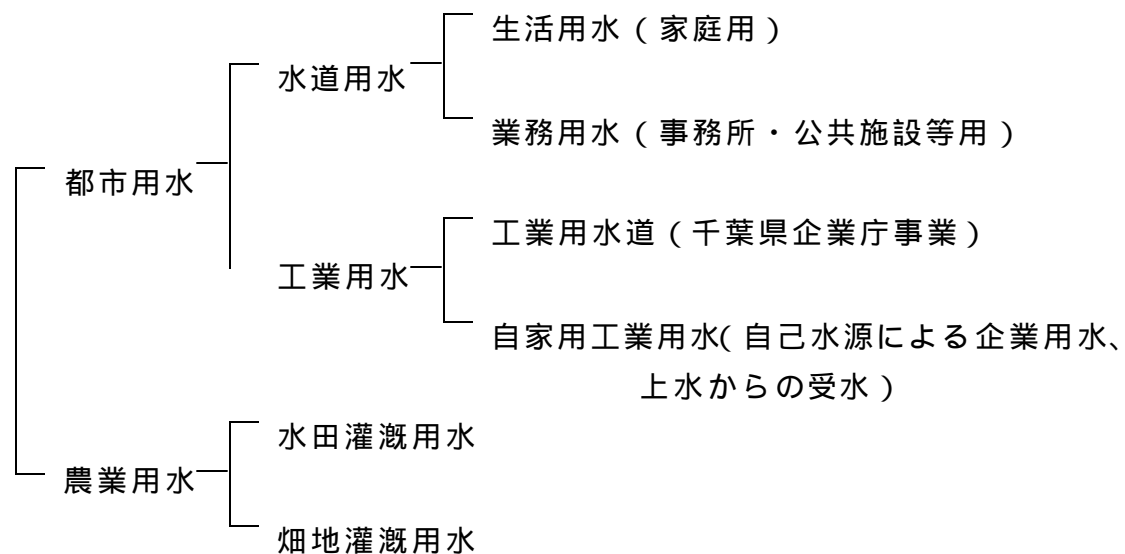 生活用水（家庭用）
水道用水
業務用水（事務所・公共施設等用）
都市用水
工業用水道（千葉県企業庁事業）
工業用水
自家用工業用水（自己水源による企業用水、
上水からの受水）
水田灌漑用水
農業用水
畑地灌漑用水